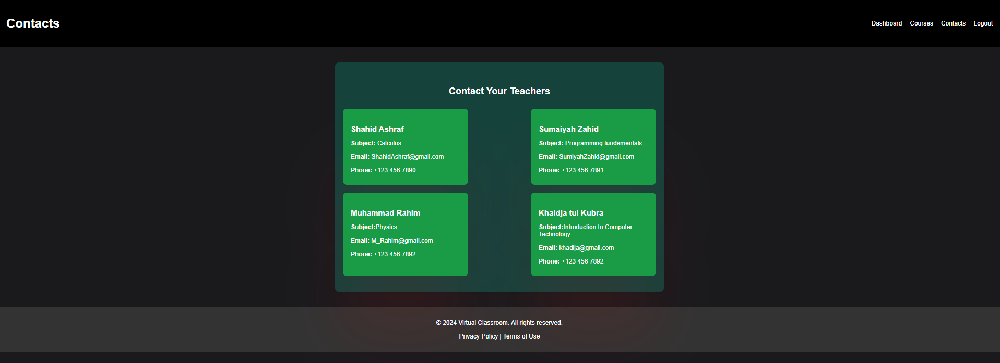 Contacts
Dashboard Courses Contacts Logout
Contact Your Teachers
Shahid Ashraf
Subject: Calculus
Email: ShahidAshraf@gmail.com
Phone: +123 456 7890
Sumaiyah Zahid
Subject: Programming fundementals
Email: SumiyahZahid@gmail.com
Phone: +123 456 7891
Muhammad Rahim
Subject:Physics
Email: M_Rahim@gmail.com
Phone: +123 456 7892
Khaidja tul Kubra
Subject:Introduction to Computer
Technology
Email: khadija@gmail.com
Phone: +123 456 7892
© 2024 Virtual Classroom. All rights reserved.
Privacy Policy | Terms of Use